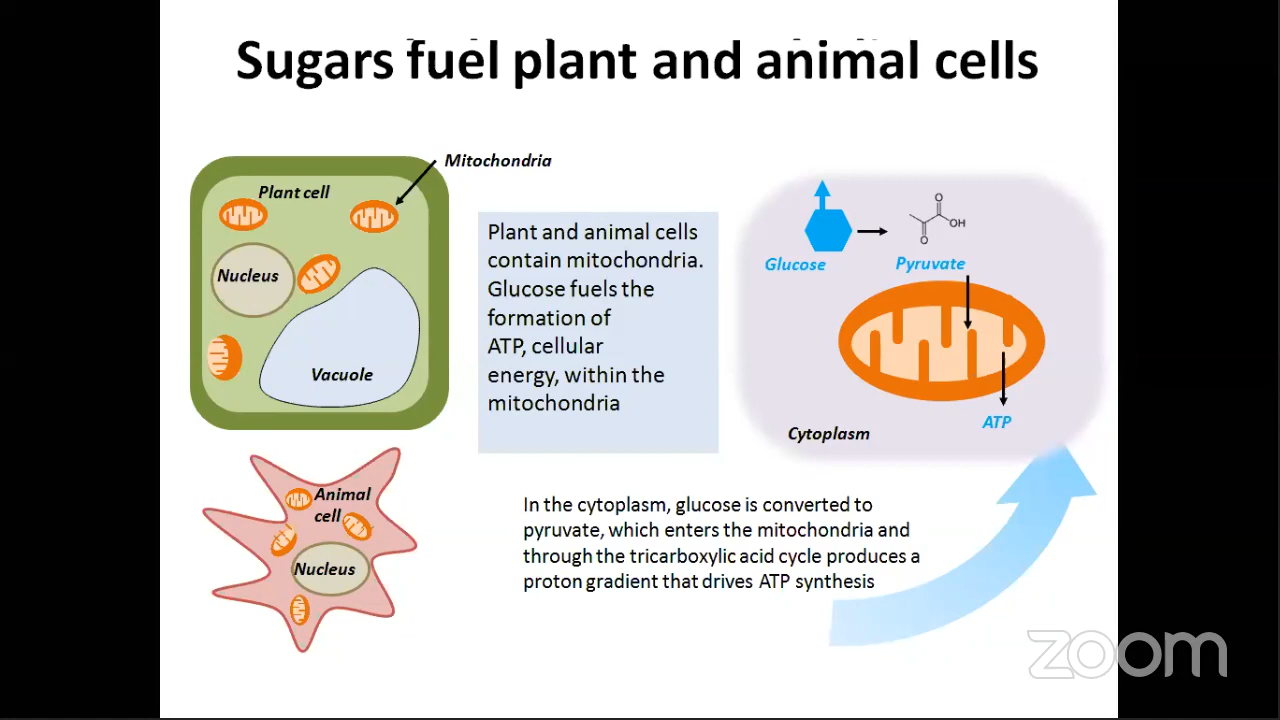 Sugars fuel plant and animal cells
Mitochondria
Plant cell
Nucleus
Vacuole
Plant and animal cells
contain mitochondria.
Glucose fuels the
formation of
ATP, cellular
energy, within the
mitochondria
Glucose
Pyruvate
O
OH
O
ATP
Cytoplasm
Animal
cell
Nucleus
In the cytoplasm, glucose is converted to
pyruvate, which enters the mitochondria and
through the tricarboxylic acid cycle produces a
proton gradient that drives ATP synthesis
zoom